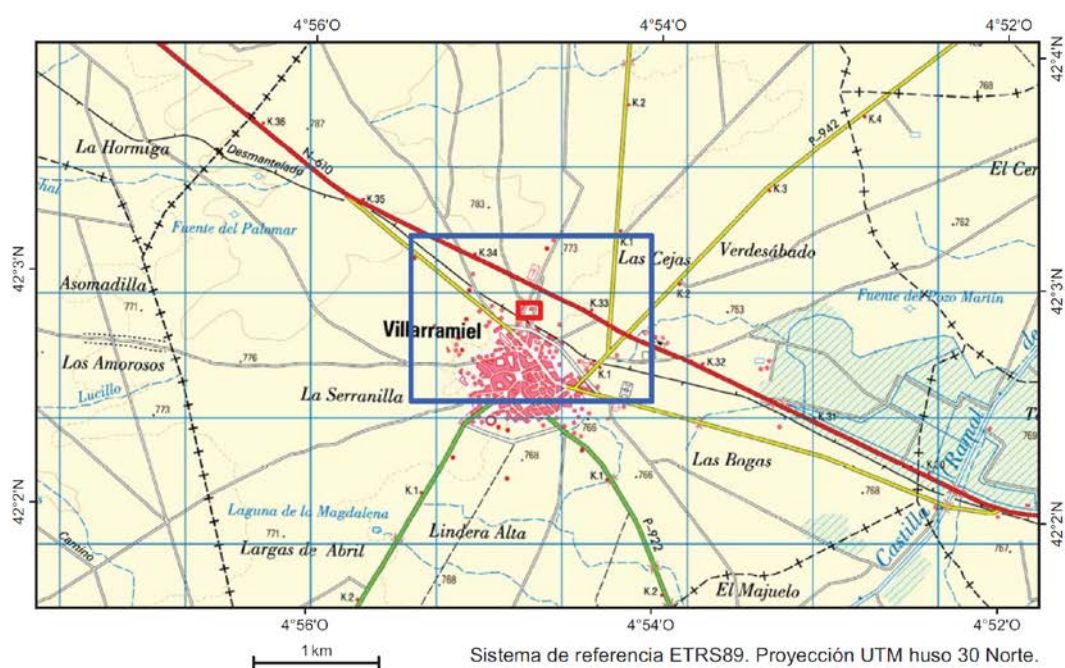 4°56'O
4°54'O
4°52'O
42°4'N
42°3'N
42°2'N
42°3'N
42°2'N
K.2
768
K.4
P-942
K.36
787
La Hormiga
Desmantelado
N-610
K.35
K.3
El Cer
783
762
Fuente del Palomar
K.1
K.34
773
Las Cejas
Verdesábado
Asomadilla
771
K.2
K.33
763
Fuente del Pozo Martín
Villarramiel
Los Amorosos
776
K.1
K.32
Lucillo
La Serranilla
773
K.31
766
769
768
Las Bogas
K.30
Ramal de
K.1
K.1
766
768
Laguna de la Magdalena
771
Lindera Alta
P-922
Castilla
Largas de Abril
Camino
767
768
K.2
K.2
El Majuelo
4°56'O
4°54'O
4°52'O
1 km
Sistema de referencia ETRS89. Proyección UTM huso 30 Norte.